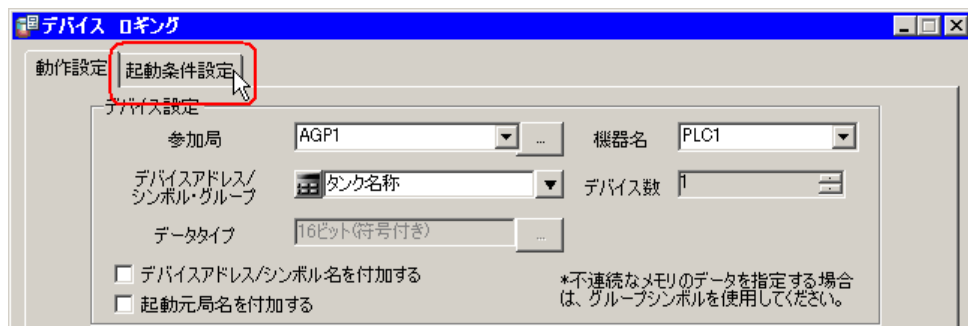 デバイス ロギング
動作設定 起動条件設定
デバイス設定
参加局 AGP1 ... 機器名 PLC1
デバイスアドレス/
シンボル・グループ タンク名称 デバイス数 1
データタイプ 16ビット(符号付き) ...
デバイスアドレス/シンボル名を付加する
起動元局名を付加する
*不連続なメモリのデータを指定する場合
は、グループシンボルを使用してください。